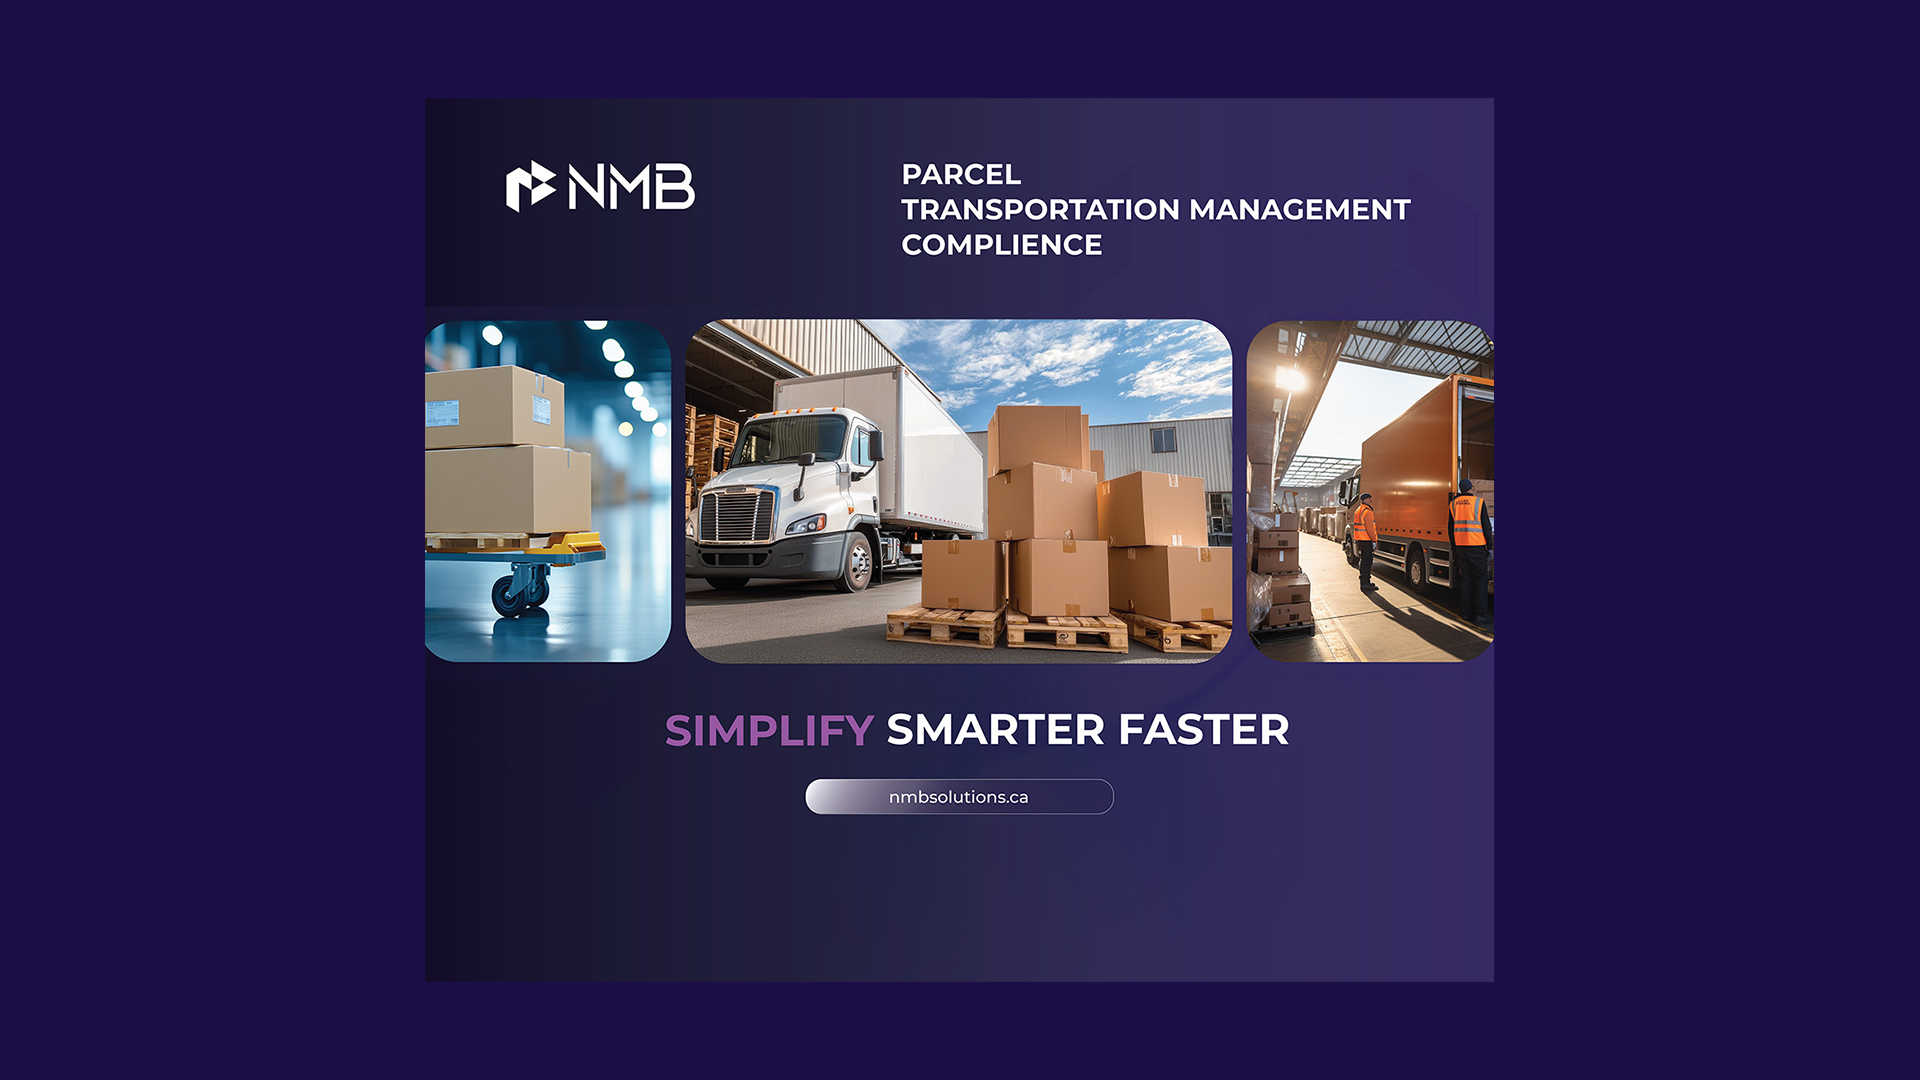 NMB
PARCEL
TRANSPORTATION MANAGEMENT
COMPLIENCE
SIMPLIFY SMARTER FASTER
nmbsolutions.ca